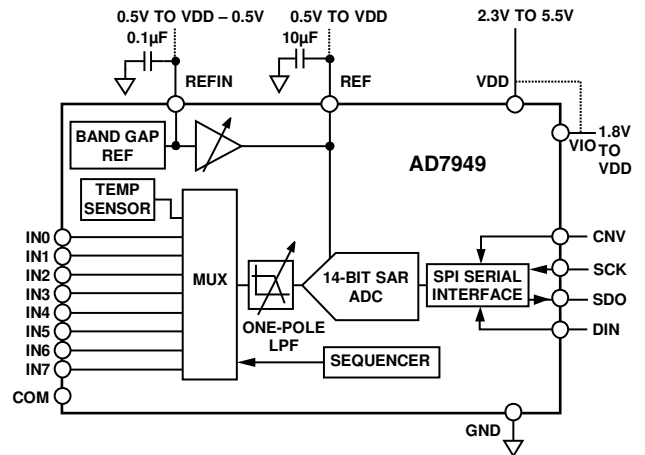 0.5V TO VDD – 0.5V
0.5V TO VDD
2.3V TO 5.5V
0.1µF
10µF
REFIN
REF
VDD
BAND GAP
REF
AD7949
VIO
1.8V
TO
VDD
TEMP
SENSOR
IN0
IN1
IN2
IN3
IN4
IN5
IN6
IN7
COM
MUX
ONE-POLE
LPF
14-BIT SAR
ADC
SPI SERIAL
INTERFACE
CNV
SCK
SDO
DIN
SEQUENCER
GND